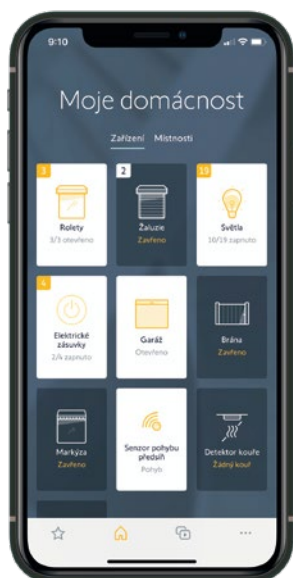 9:10
Moje domácnost
Zařízení Místnosti
3
2
19
Rolety
Žaluzie
Světla
3/3 otevřeno
Zavřeno
10/19 zapnuto
4
Elektrické
zásuvky
Garáž
Brána
2/4 zapnuto
Otevřeno
Zavřeno
Markýza
Senzor pohybu
předsíň
Detektor kouře
Zavřeno
Pohyb
Žádný kouř